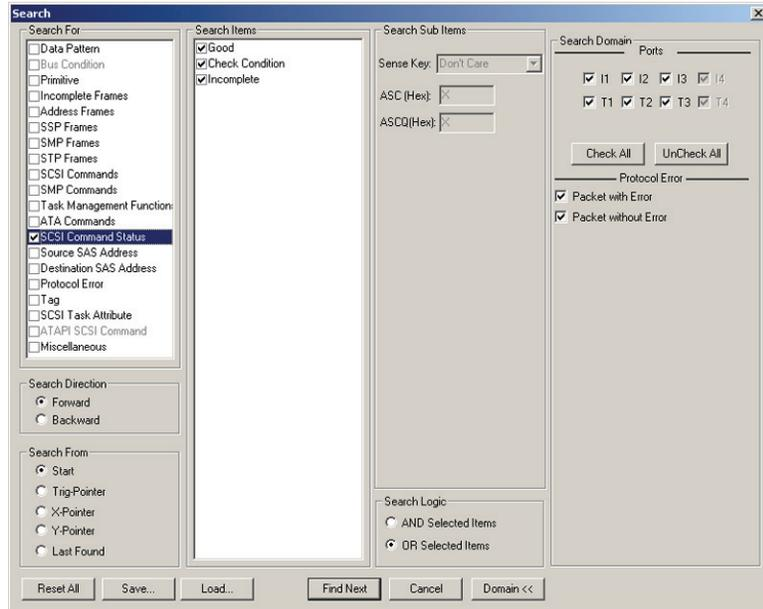 Search
Search For
Data Pattern
Bus Condition
Primitive
Incomplete Frames
Address Frames
SSP Frames
SMP Frames
STP Frames
SCSI Commands
SMP Commands
Task Management Function
ATA Commands
SCSI Command Status
Source SAS Address
Destination SAS Address
Protocol Error
Tag
SCSI Task Attribute
ATAPI SCSI Command
Miscellaneous
Search Direction
Forward
Backward
Search From
Start
Trig-Pointer
X-Pointer
Y-Pointer
Last Found
Search Items
Good
Check Condition
Incomplete
Search Sub Items
Sense Key: Don't Care
ASC (Hex): X
ASCQ(Hex): X
Search Logic
AND Selected Items
OR Selected Items
Search Domain
Ports
I1 I2 I3 I4
T1 T2 T3 T4
Check All UnCheck All
Protocol Error
Packet with Error
Packet without Error
Reset All Save... Load... Find Next Cancel Domain <<